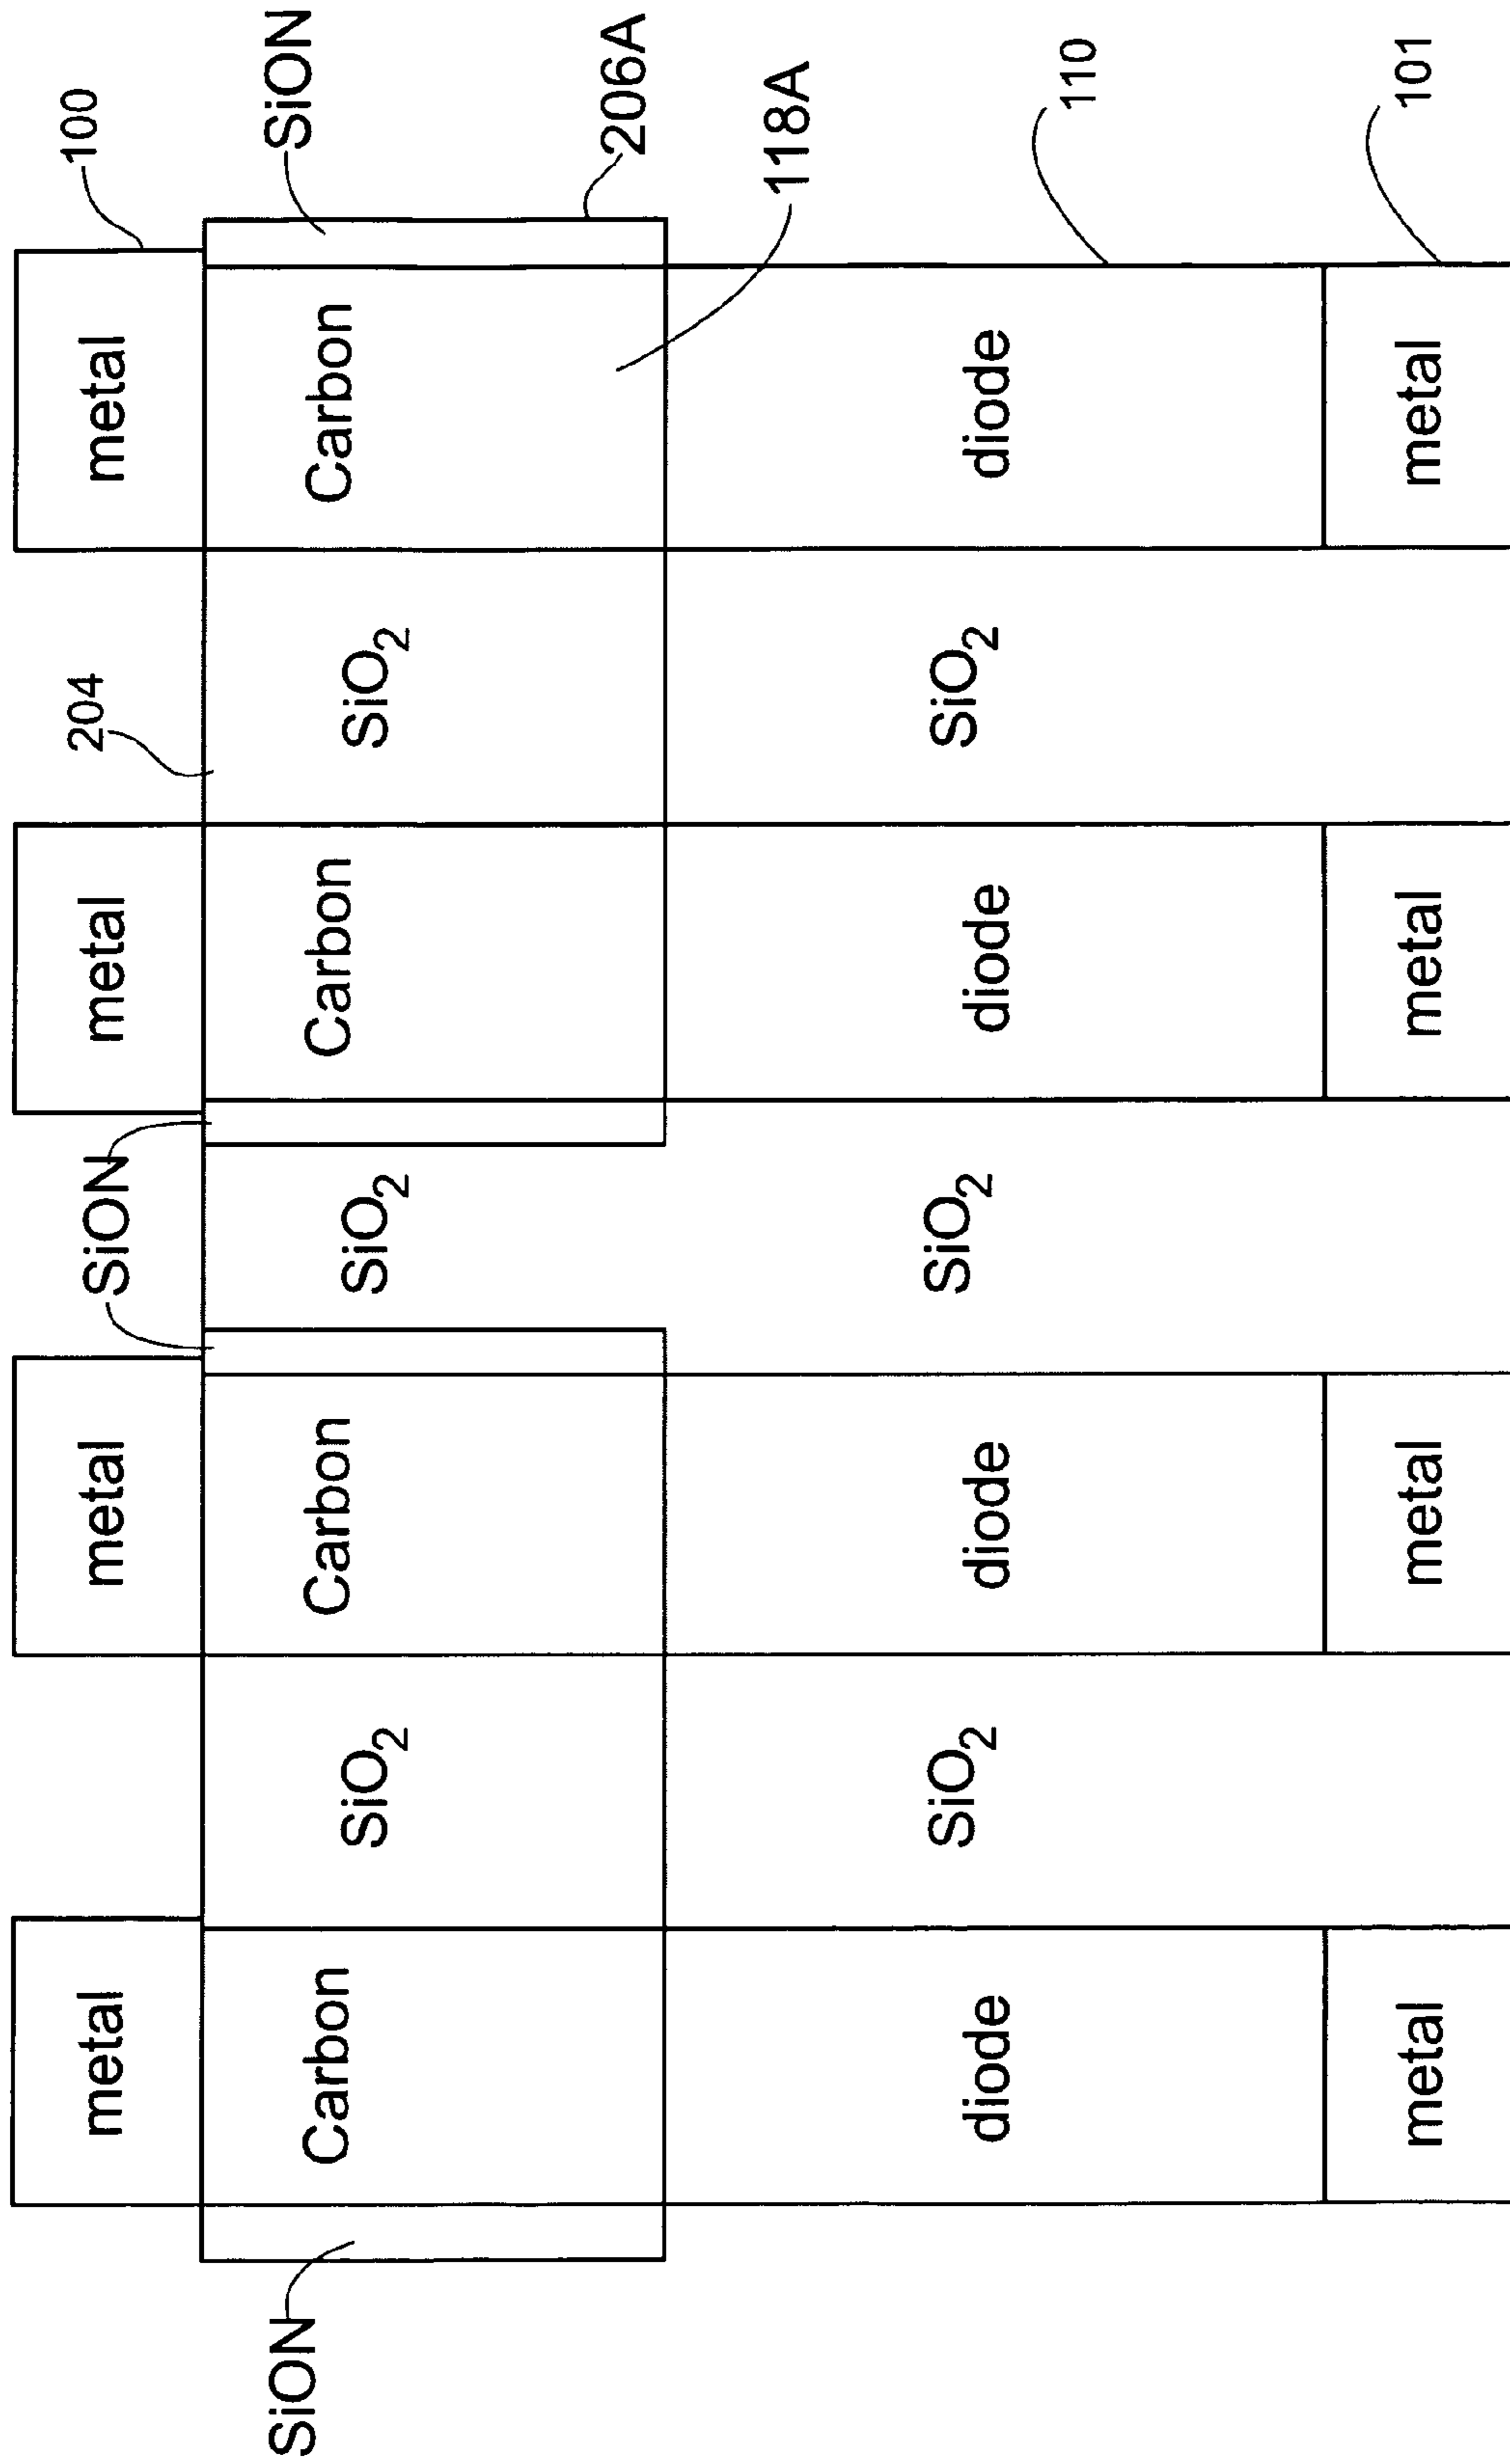 metal
metal
SiON
metal
204
metal
100
SiON
Carbon
SiO₂
Carbon
SiO₂
Carbon
SiO₂
Carbon
SiON
206A
118A
diode
SiO₂
diode
SiO₂
diode
SiO₂
diode
110
metal
metal
metal
metal
101